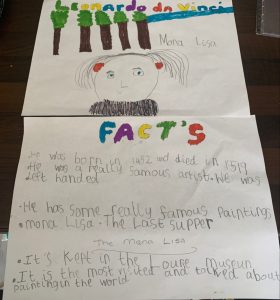 Leonardo da Vinci
Mona Lisa
FACT'S
•He was born in 1452 and died in 1519
•He was a really famous artist•He was
left handed
•He has some really famous paintings
•mona Lisa•The Last supper
The Mona Lisa
•It's kept in the Louve museum
•It is the most visited and talked about
painting in the world